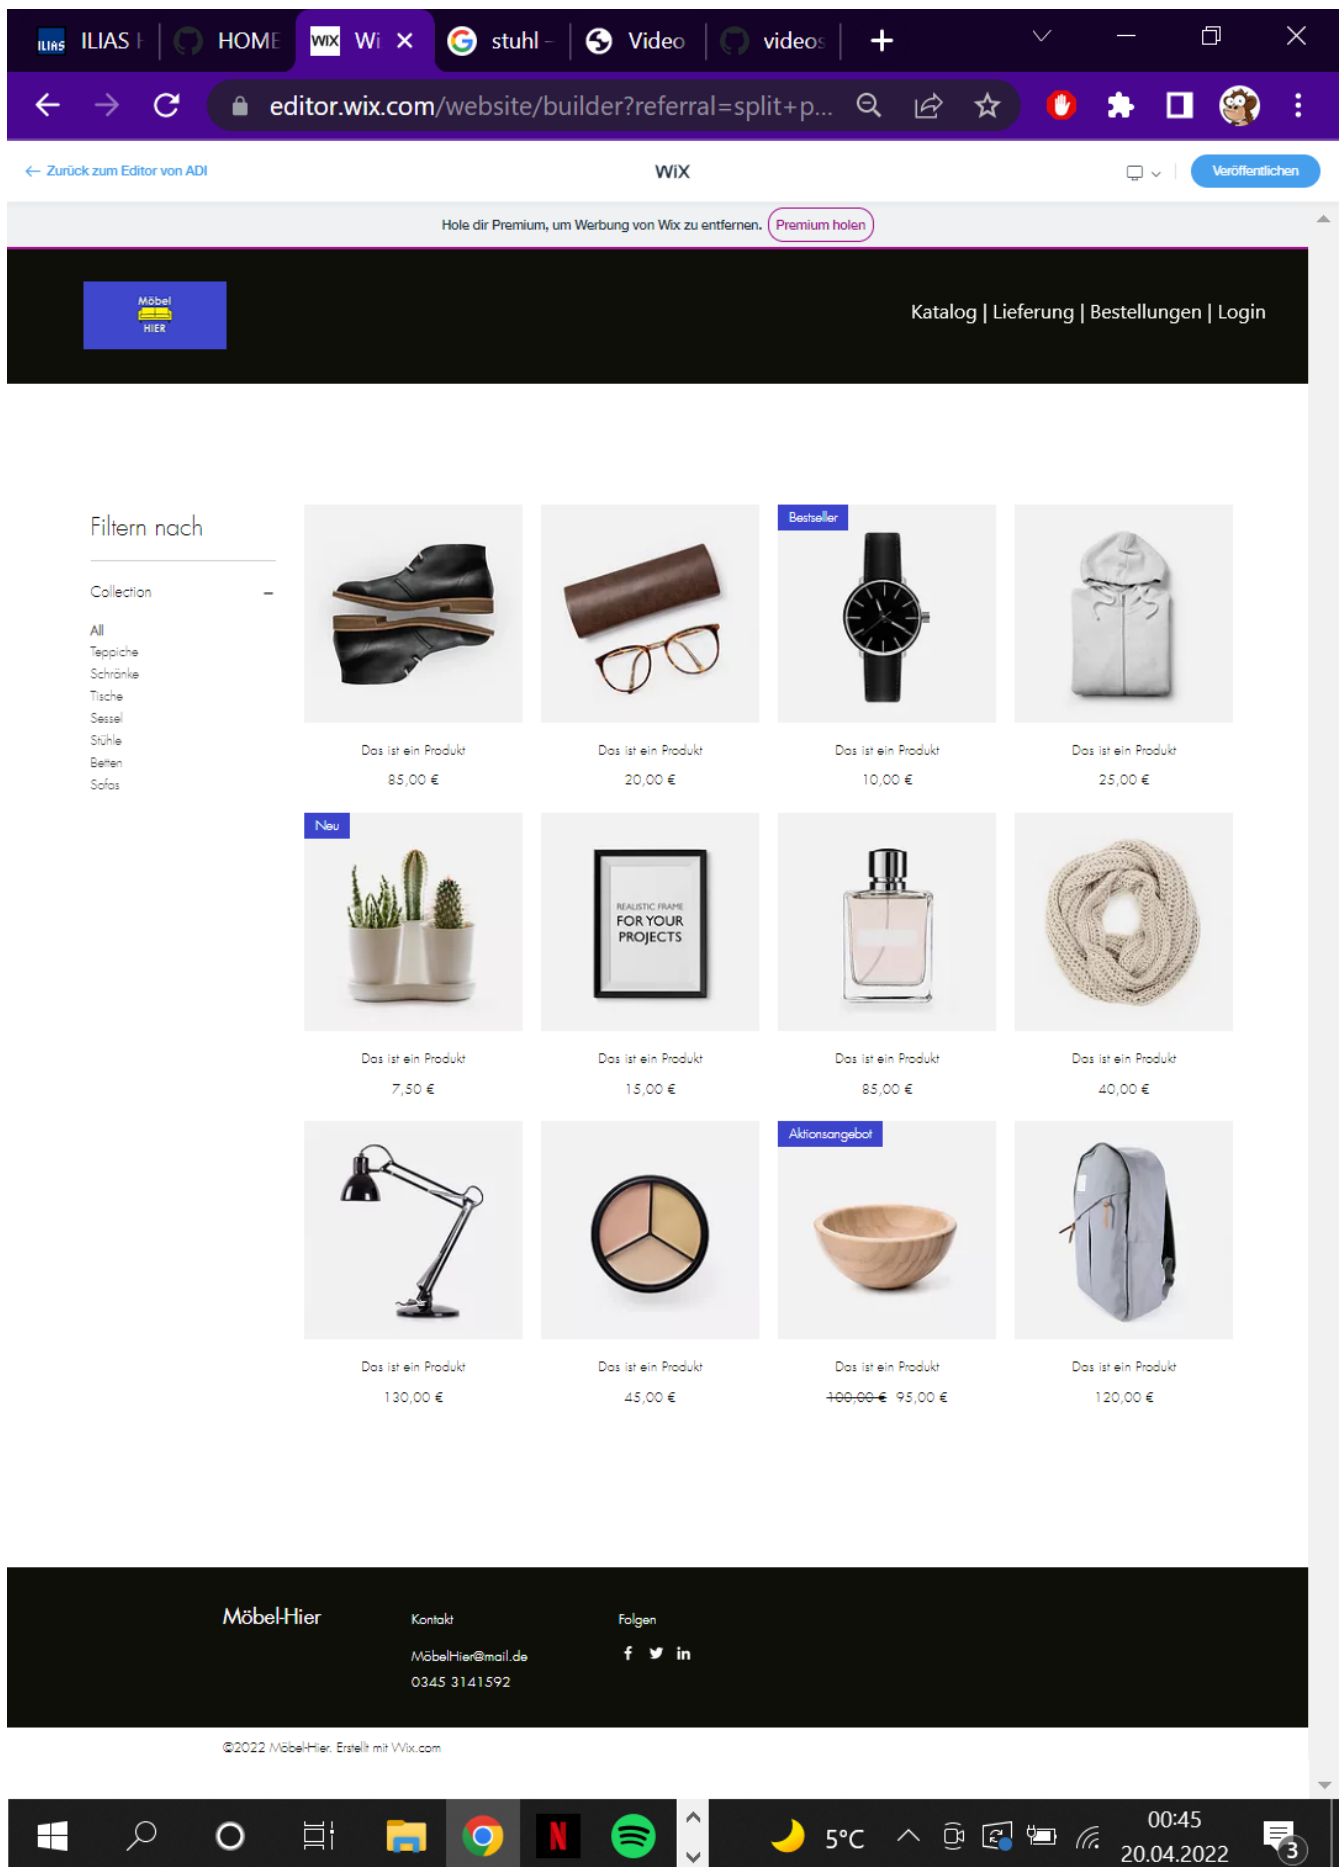 ILIAS ILIAS H
HOME
WIX Wi
stuhl –
Video
videos
editor.wix.com/website/builder?referral=split+p...
Zurück zum Editor von ADI
WiX
Veröffentlichen
Hole dir Premium, um Werbung von Wix zu entfernen. Premium holen
Möbel
HIER
Katalog | Lieferung | Bestellungen | Login
Filtern nach
Collection
All
Teppiche
Schränke
Tische
Sessel
Stühle
Betten
Sofas
Bestseller
Das ist ein Produkt
85,00 €
Das ist ein Produkt
20,00 €
Das ist ein Produkt
10,00 €
Das ist ein Produkt
25,00 €
Neu
REALISTIC FRAME
FOR YOUR
PROJECTS
Das ist ein Produkt
7,50 €
Das ist ein Produkt
15,00 €
Das ist ein Produkt
85,00 €
Das ist ein Produkt
40,00 €
Aktionsangebot
Das ist ein Produkt
130,00 €
Das ist ein Produkt
45,00 €
Das ist ein Produkt
100,00 € 95,00 €
Das ist ein Produkt
120,00 €
Möbel-Hier
Kontakt
MöbelHier@mail.de
0345 3141592
Folgen
©2022 Möbel-Hier. Erstellt mit Wix.com
5°C
00:45
20.04.2022
3